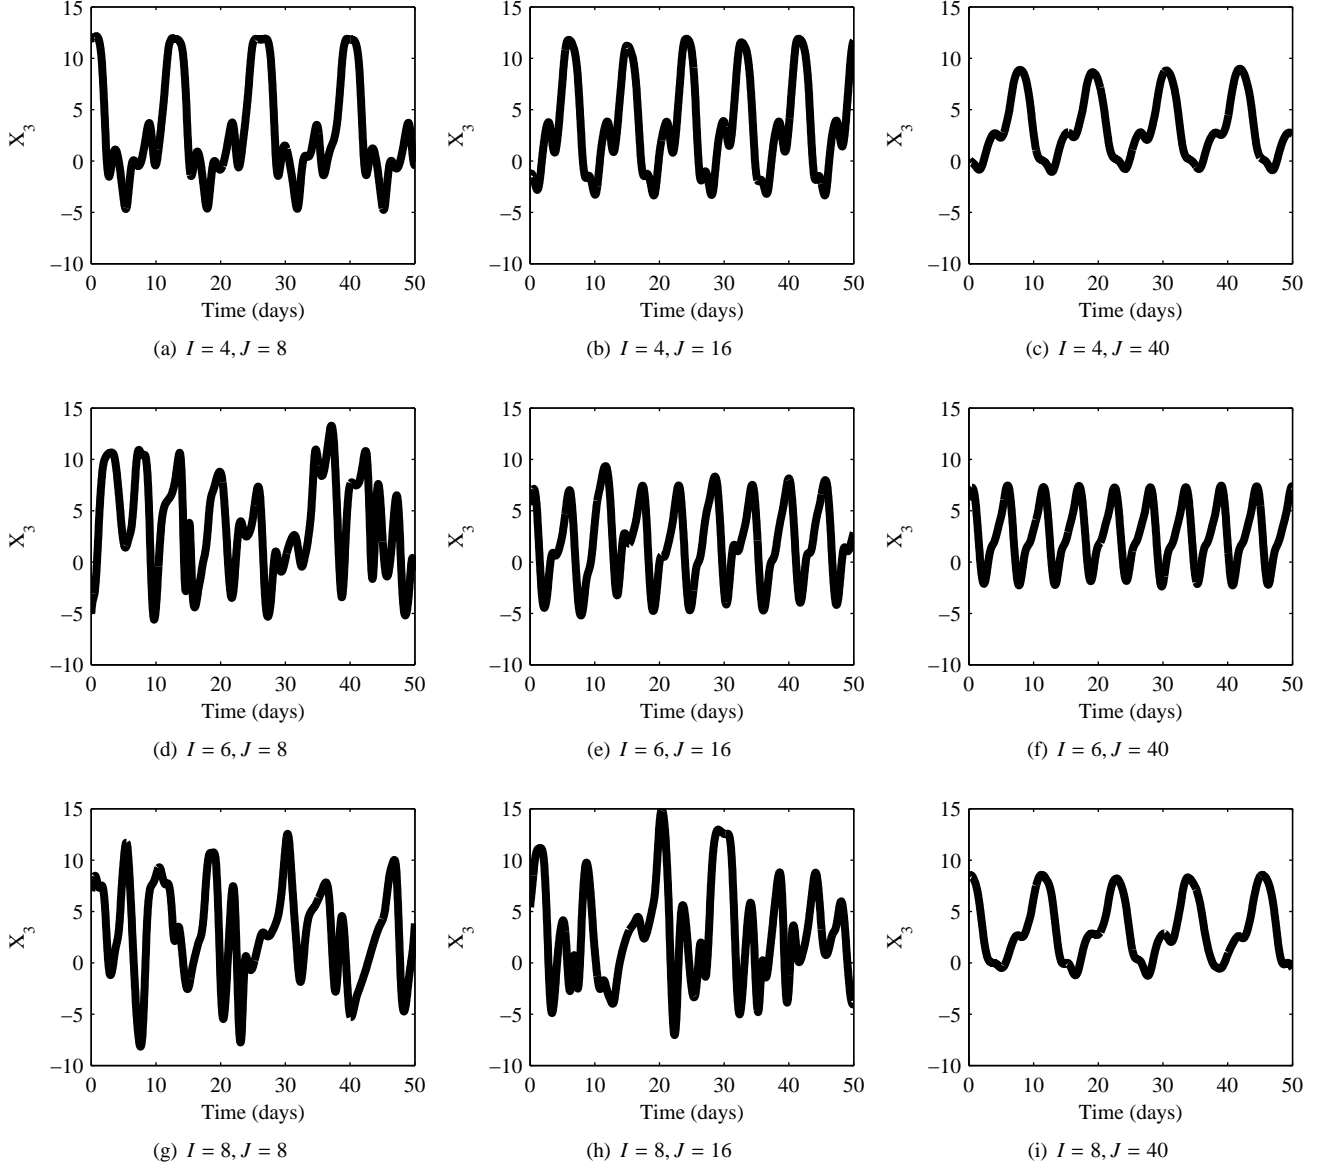 15
10
5
0
−5
−10
X3
0 10 20 30 40 50
Time (days)
(a) I = 4, J = 8
15
10
5
0
−5
−10
X3
0 10 20 30 40 50
Time (days)
(b) I = 4, J = 16
15
10
5
0
−5
−10
X3
0 10 20 30 40 50
Time (days)
(c) I = 4, J = 40
15
10
5
0
−5
−10
X3
0 10 20 30 40 50
Time (days)
(d) I = 6, J = 8
15
10
5
0
−5
−10
X3
0 10 20 30 40 50
Time (days)
(e) I = 6, J = 16
15
10
5
0
−5
−10
X3
0 10 20 30 40 50
Time (days)
(f) I = 6, J = 40
15
10
5
0
−5
−10
X3
0 10 20 30 40 50
Time (days)
(g) I = 8, J = 8
15
10
5
0
−5
−10
X3
0 10 20 30 40 50
Time (days)
(h) I = 8, J = 16
15
10
5
0
−5
−10
X3
0 10 20 30 40 50
Time (days)
(i) I = 8, J = 40